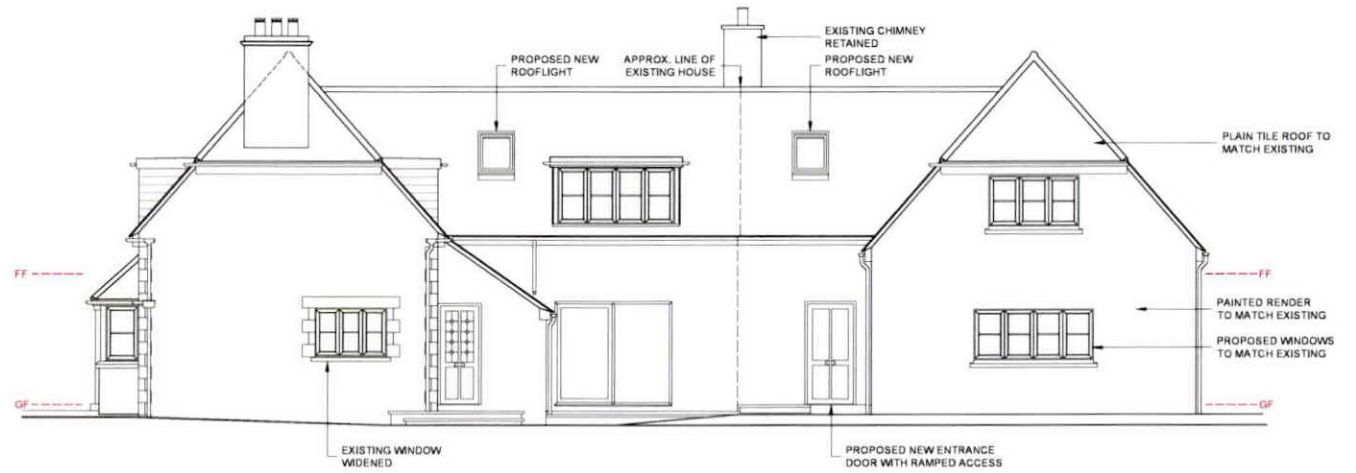 EXISTING CHIMNEY
RETAINED
PROPOSED NEW
ROOFLIGHT
APPROX. LINE OF
EXISTING HOUSE
PROPOSED NEW
ROOFLIGHT
PLAIN TILE ROOF TO
MATCH EXISTING
FF
FF
PAINTED RENDER
TO MATCH EXISTING
PROPOSED WINDOWS
TO MATCH EXISTING
GF
GF
EXISTING WINDOW
WIDENED
PROPOSED NEW ENTRANCE
DOOR WITH RAMPED ACCESS